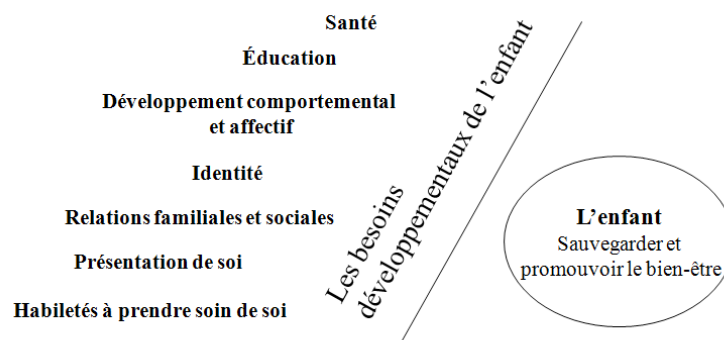 Santé
Éducation
Développement comportemental
et affectif
Identité
Relations familiales et sociales
Présentation de soi
Habiletés à prendre soin de soi
Les besoins
développementaux de l’enfant
L’enfant
Sauvegarder et
promouvoir le bien-être